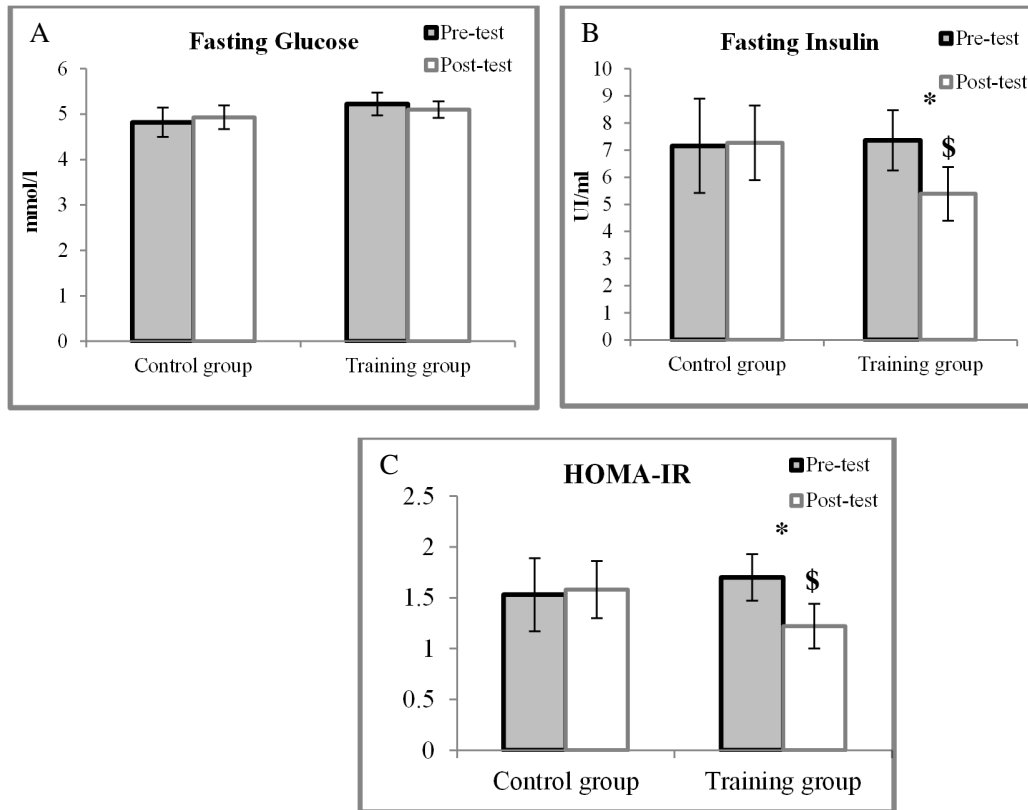 A
Fasting Glucose
Pre-test
Post-test
6
5
4
3
2
1
0
mmol/l
Control group
Training group
B
Fasting Insulin
Pre-test
Post-test
10
9
8
7
6
5
4
3
2
1
0
UI/ml
*
$
Control group
Training group
C
HOMA-IR
Pre-test
Post-test
2.5
2
1.5
1
0.5
0
*
$
Control group
Training group